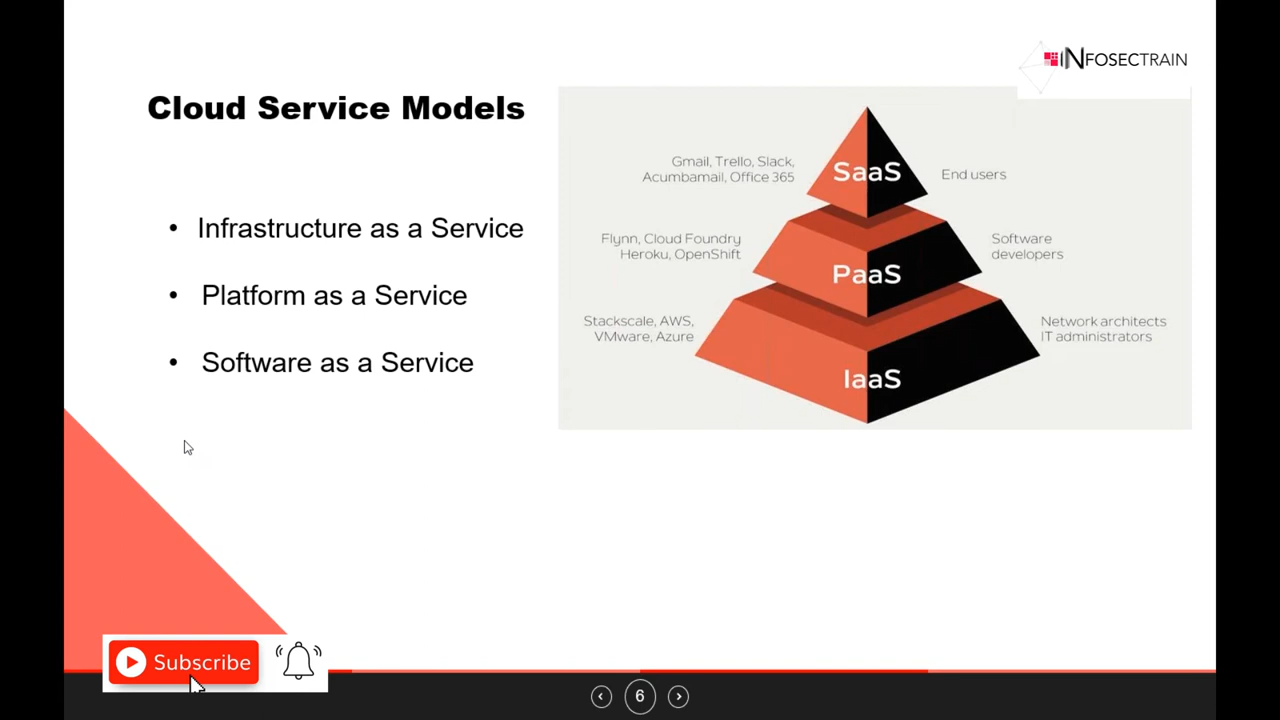 INFOSECTRAIN
Cloud Service Models
• Infrastructure as a Service
• Platform as a Service
• Software as a Service
Gmail, Trello, Slack,
Acumbamail, Office 365
SaaS
End users
Flynn, Cloud Foundry
Heroku, OpenShift
PaaS
Software
developers
Stackscale, AWS,
VMware, Azure
IaaS
Network architects
IT administrators
Subscribe
6